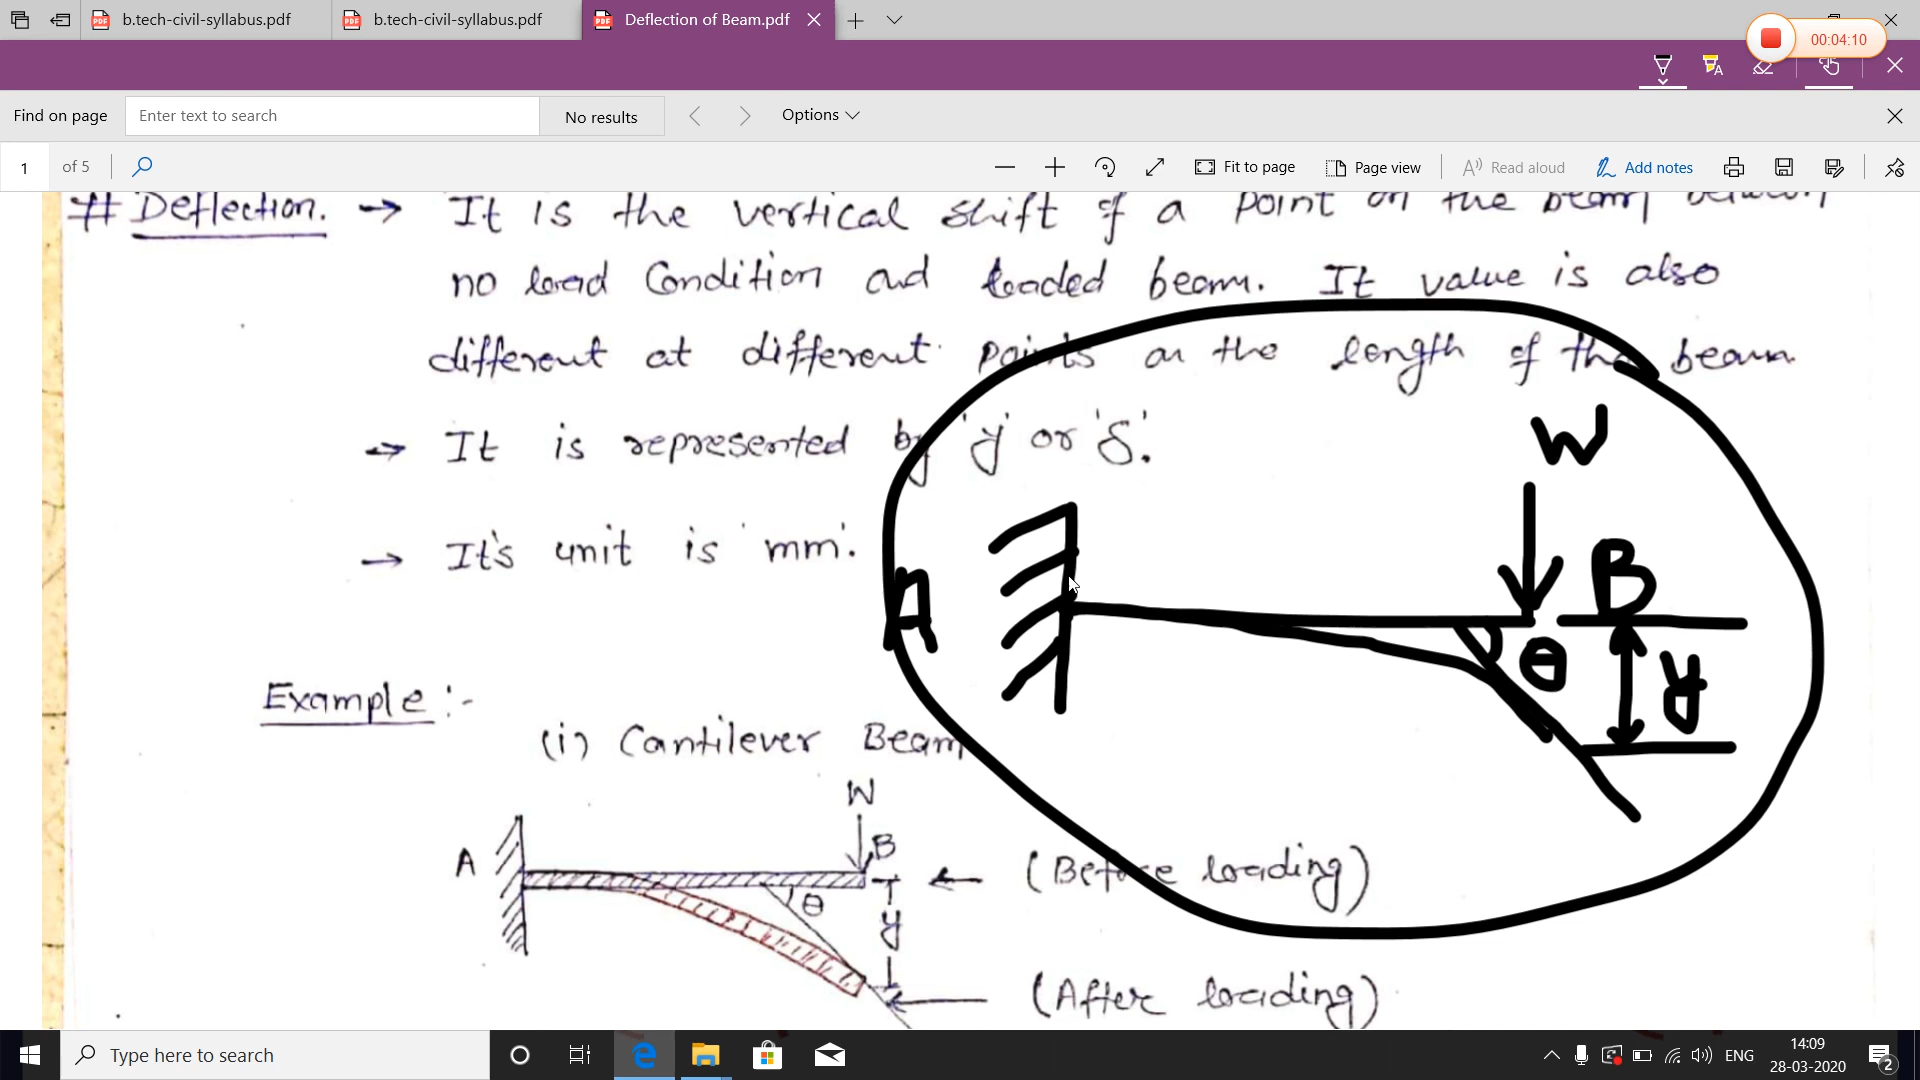 b.tech-civil-syllabus.pdf
b.tech-civil-syllabus.pdf
Deflection of Beam.pdf
00:04:10
Find on page
Enter text to search
No results
Options
1 of 5
Fit to page
Page view
Read aloud
Add notes
# Deflection. → It is the vertical shift of a point on the beam between
no load Condition and loaded beam. It value is also
different at different points on the length of the beam
→ It is represented by 'y' or 'δ'.
→ It's unit is 'mm'.
W
B
A
θ
y
Example :-
(i) Cantilever Beam
W
A
B
θ
y
← (Before loading)
← (After loading)
Type here to search
ENG
14:09
28-03-2020
2